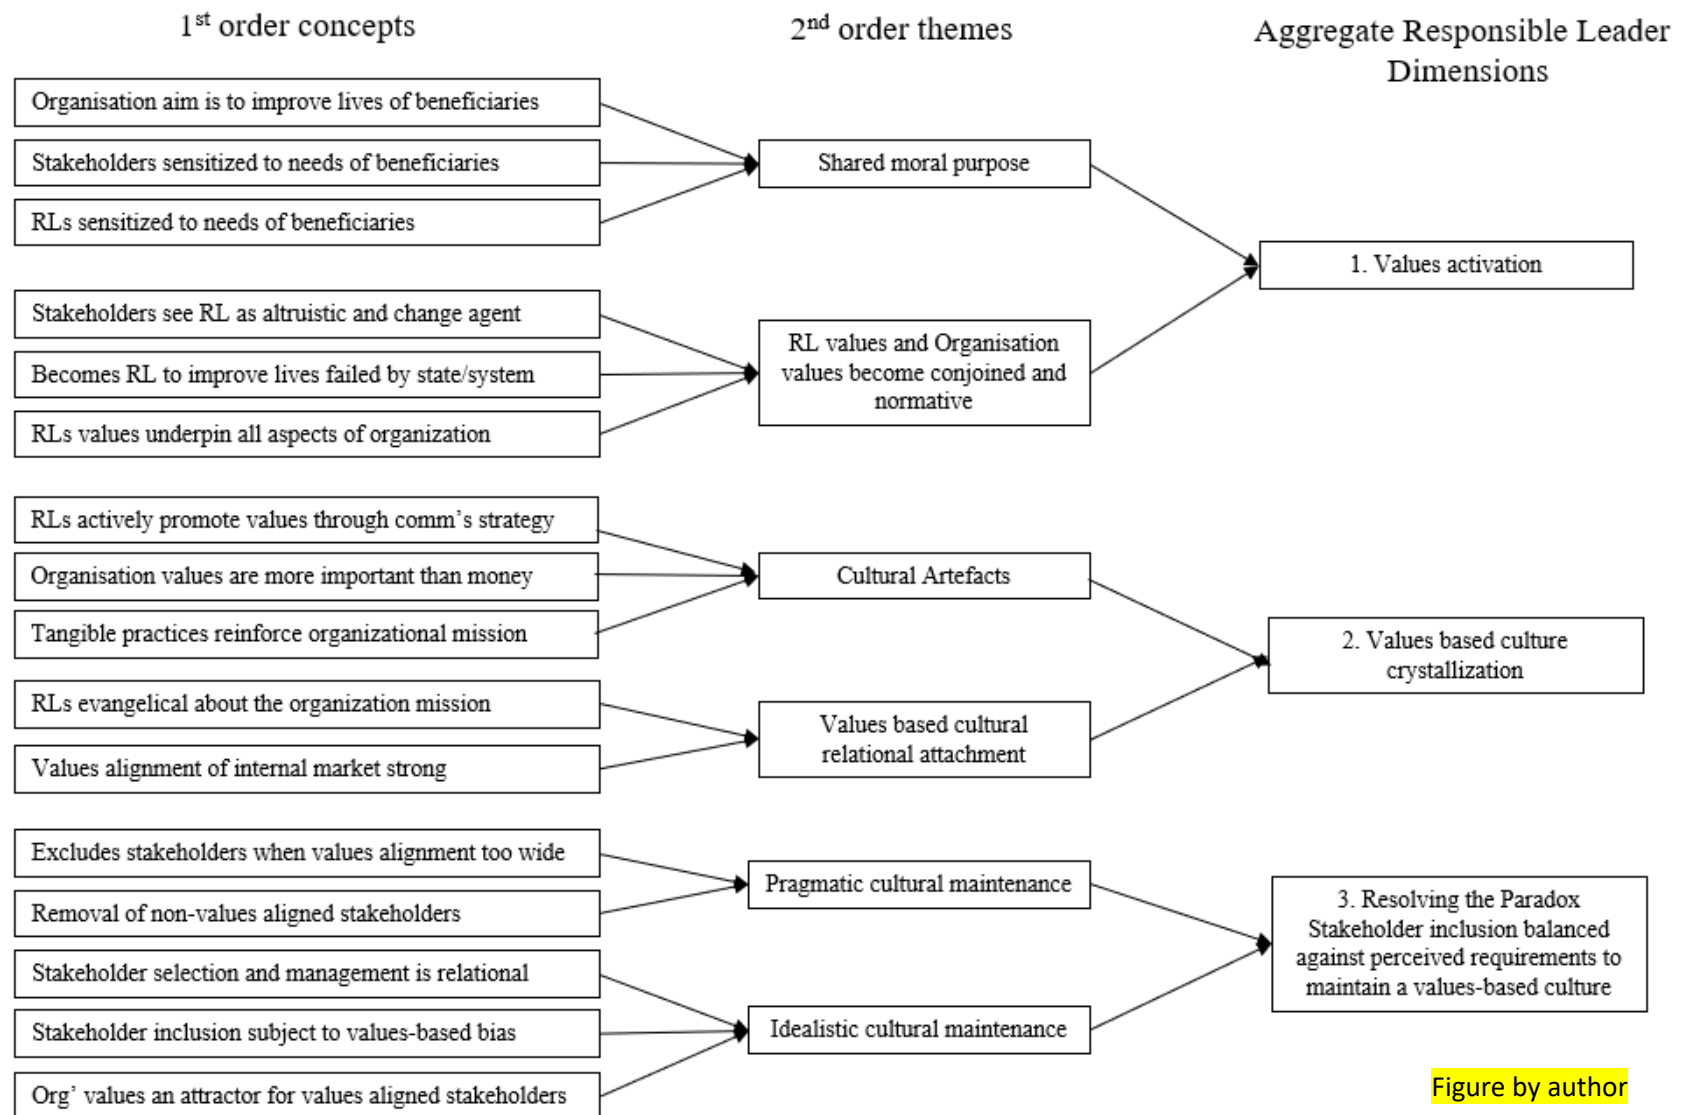 1st order concepts
2nd order themes
Aggregate Responsible Leader
Dimensions
Organisation aim is to improve lives of beneficiaries
Stakeholders sensitized to needs of beneficiaries
RLs sensitized to needs of beneficiaries
Shared moral purpose
1. Values activation
Stakeholders see RL as altruistic and change agent
Becomes RL to improve lives failed by state/system
RLs values underpin all aspects of organization
RL values and Organisation
values become conjoined and
normative
RLs actively promote values through comm’s strategy
Organisation values are more important than money
Tangible practices reinforce organizational mission
Cultural Artefacts
2. Values based culture
crystallization
RLs evangelical about the organization mission
Values alignment of internal market strong
Values based cultural
relational attachment
Excludes stakeholders when values alignment too wide
Removal of non-values aligned stakeholders
Pragmatic cultural maintenance
3. Resolving the Paradox
Stakeholder inclusion balanced
against perceived requirements to
maintain a values-based culture
Stakeholder selection and management is relational
Stakeholder inclusion subject to values-based bias
Org’ values an attractor for values aligned stakeholders
Idealistic cultural maintenance
Figure by author